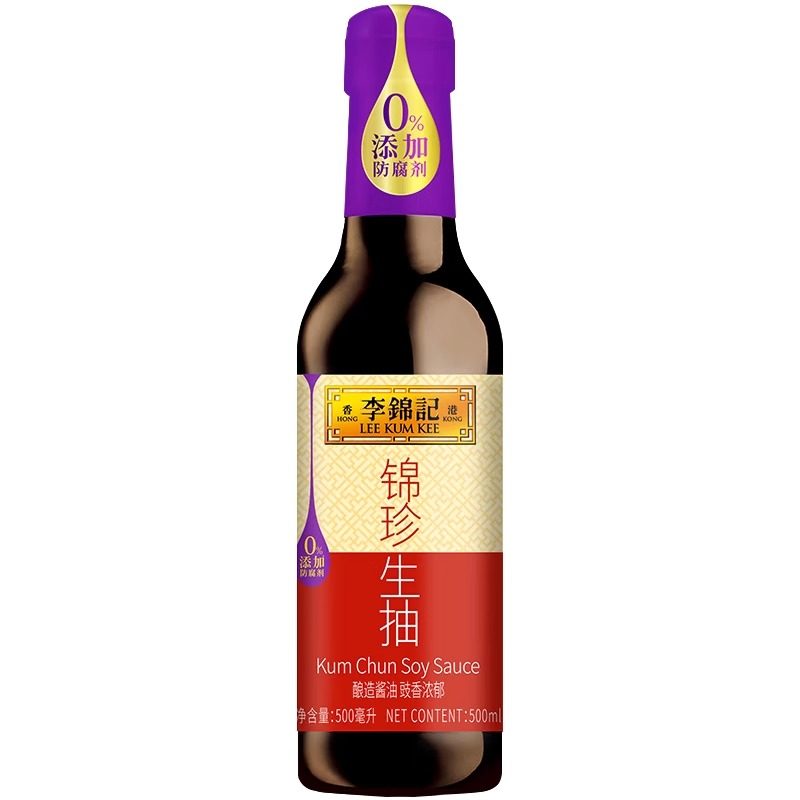 0%
添加
防腐剂
香 李錦記 港
HONG LEE KUM KEE KONG
锦珍
生抽
0%
添加
防腐剂
Kum Chun Soy Sauce
酿造酱油 豉香浓郁
净含量:500毫升 NET CONTENT:500ml